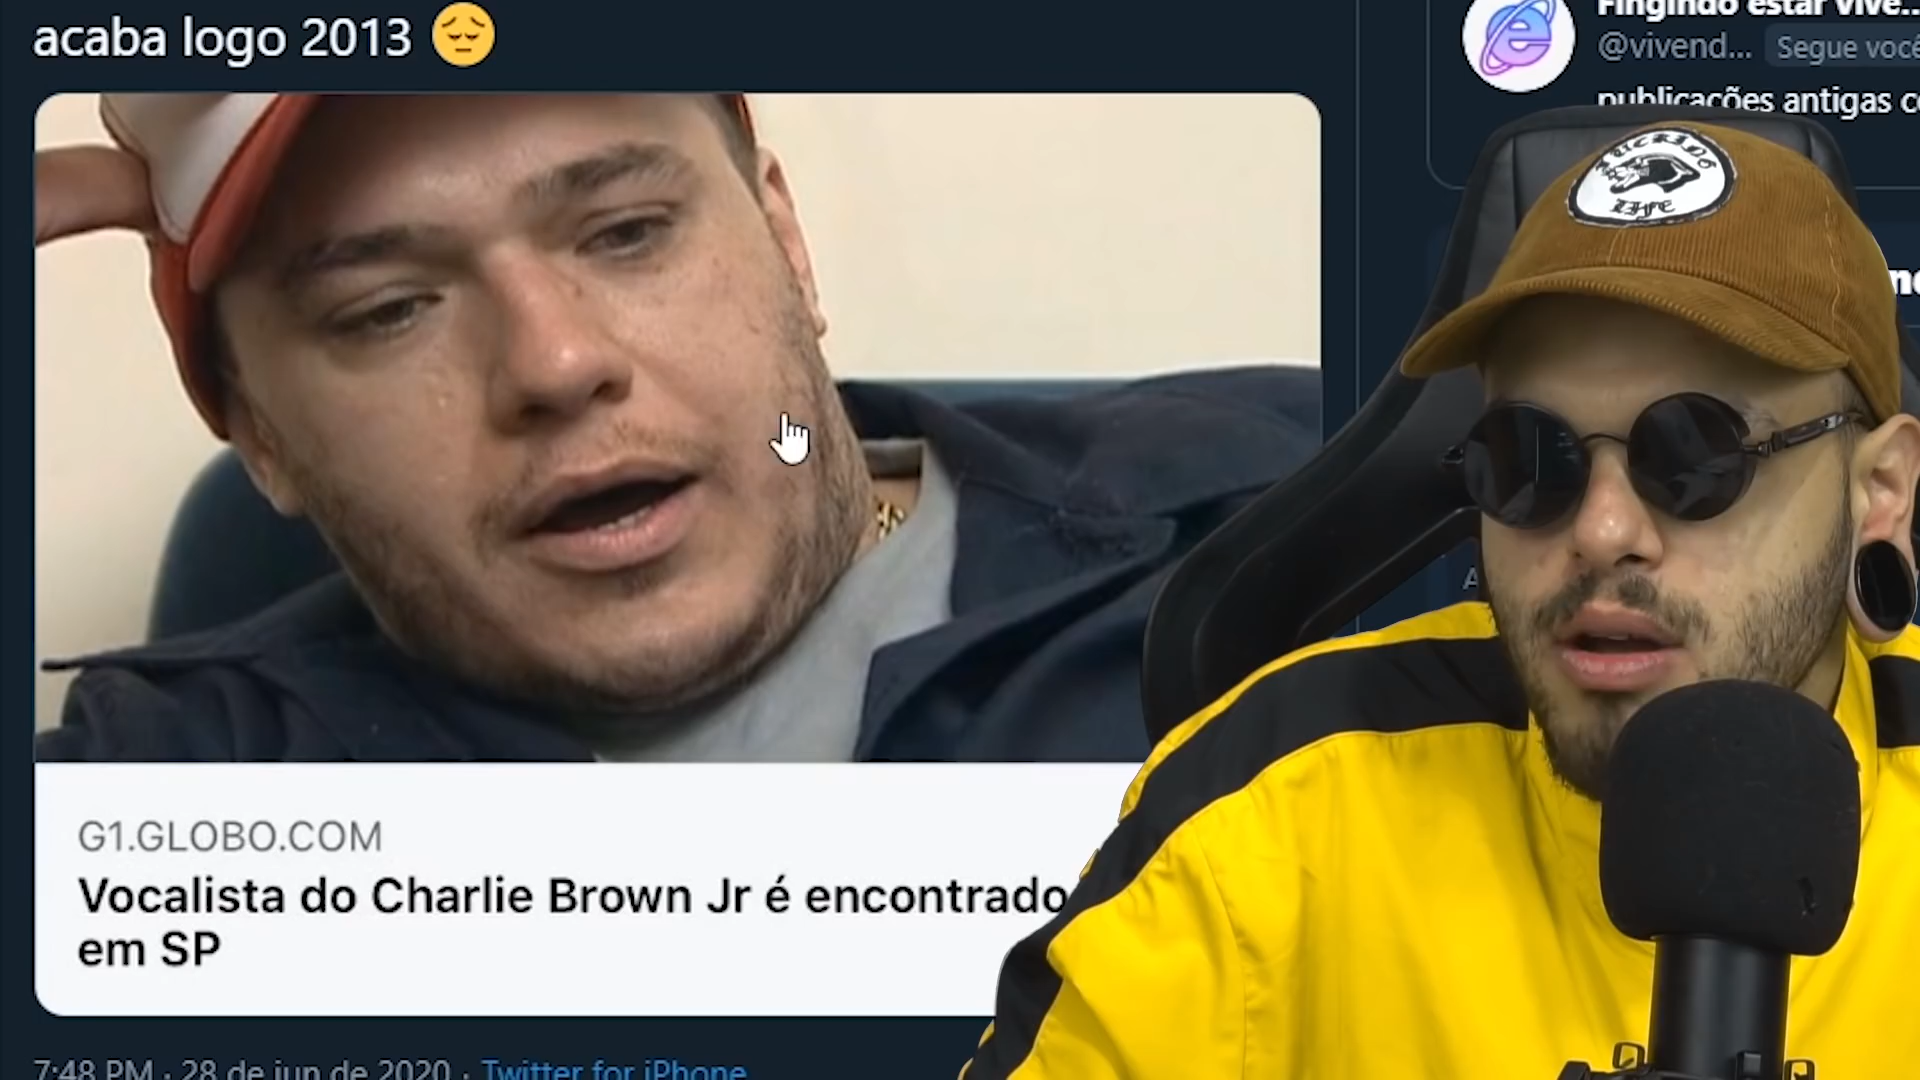 acaba logo 2013
Fingindo estar vive...
@vivend... Segue você
publicações antigas c
G1.GLOBO.COM
Vocalista do Charlie Brown Jr é encontrado
em SP
7:48 PM · 28 de jun de 2020 · Twitter for iPhone
LIFE